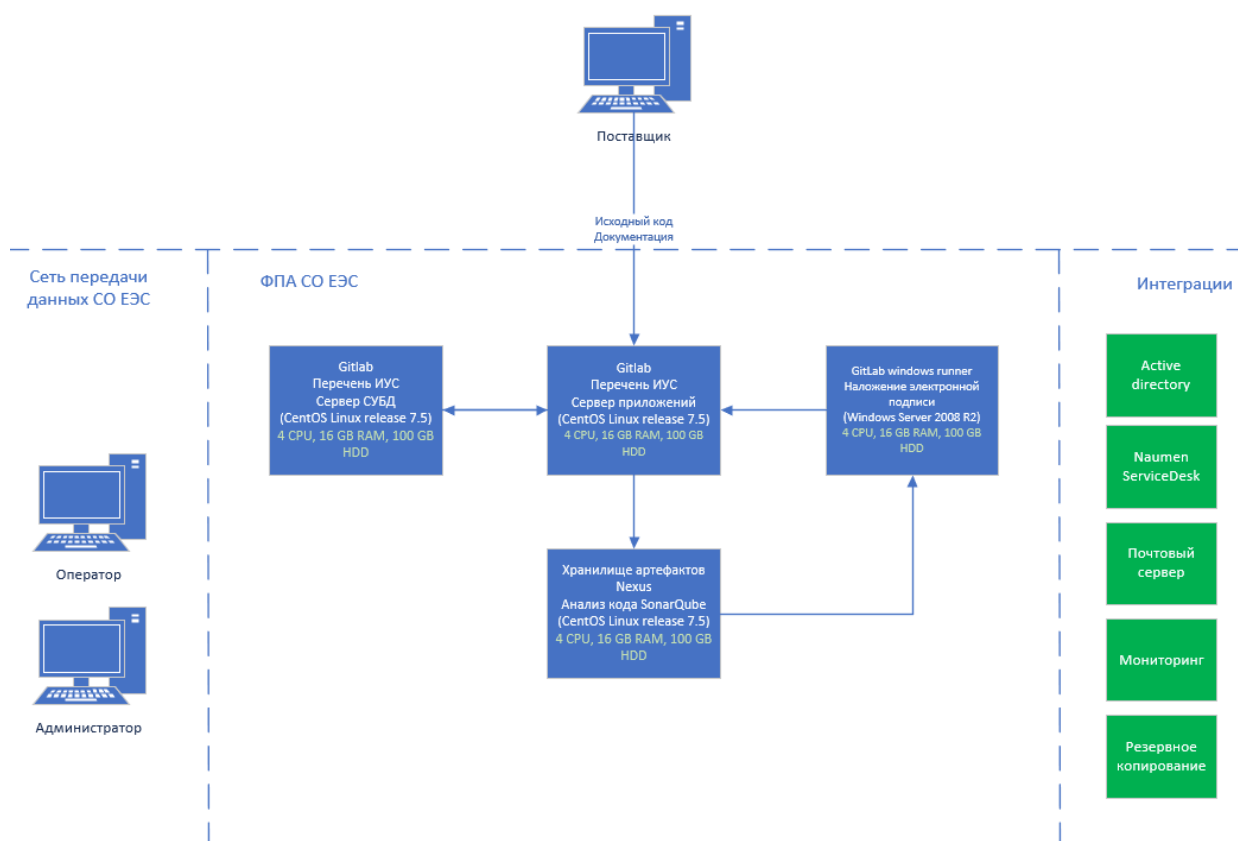 Поставщик
Исходный код
Документация
Сеть передачи
данных СО ЕЭС
ФПА СО ЕЭС
Интеграции
Gitlab
Перечень ИУС
Сервер СУБД
(CentOS Linux release 7.5)
4 CPU, 16 GB RAM, 100 GB
HDD
Gitlab
Перечень ИУС
Сервер приложений
(CentOS Linux release 7.5)
4 CPU, 16 GB RAM, 100 GB
HDD
GitLab windows runner
Наложение электронной
подписи
(Windows Server 2008 R2)
4 CPU, 16 GB RAM, 100 GB
HDD
Хранилище артефактов
Nexus
Анализ кода SonarQube
(CentOS Linux release 7.5)
4 CPU, 16 GB RAM, 100 GB
HDD
Оператор
Администратор
Active
directory
Naumen
ServiceDesk
Почтовый
сервер
Мониторинг
Резервное
копирование